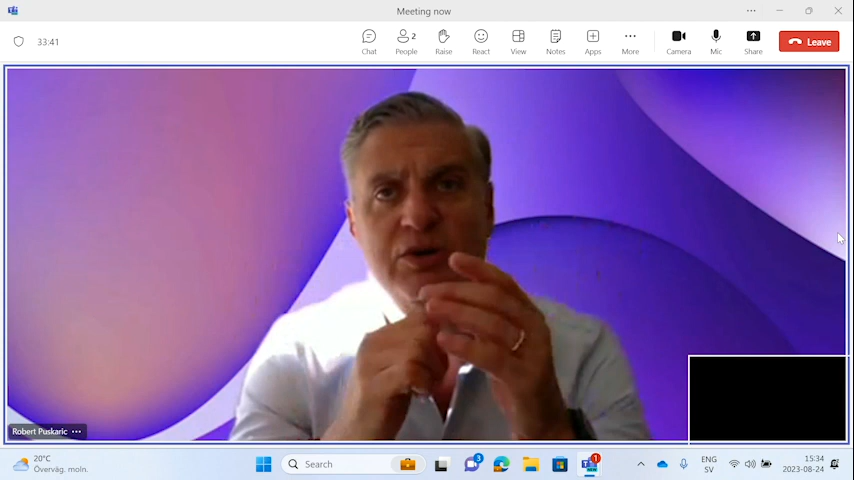 Meeting now
33:41
Chat
People
2
Raise
React
View
Notes
Apps
More
Camera
Mic
Share
Leave
Robert Puskaric
20°C
Överväg. moln.
Search
3
1
NEW
ENG
SV
15:34
2023-08-24